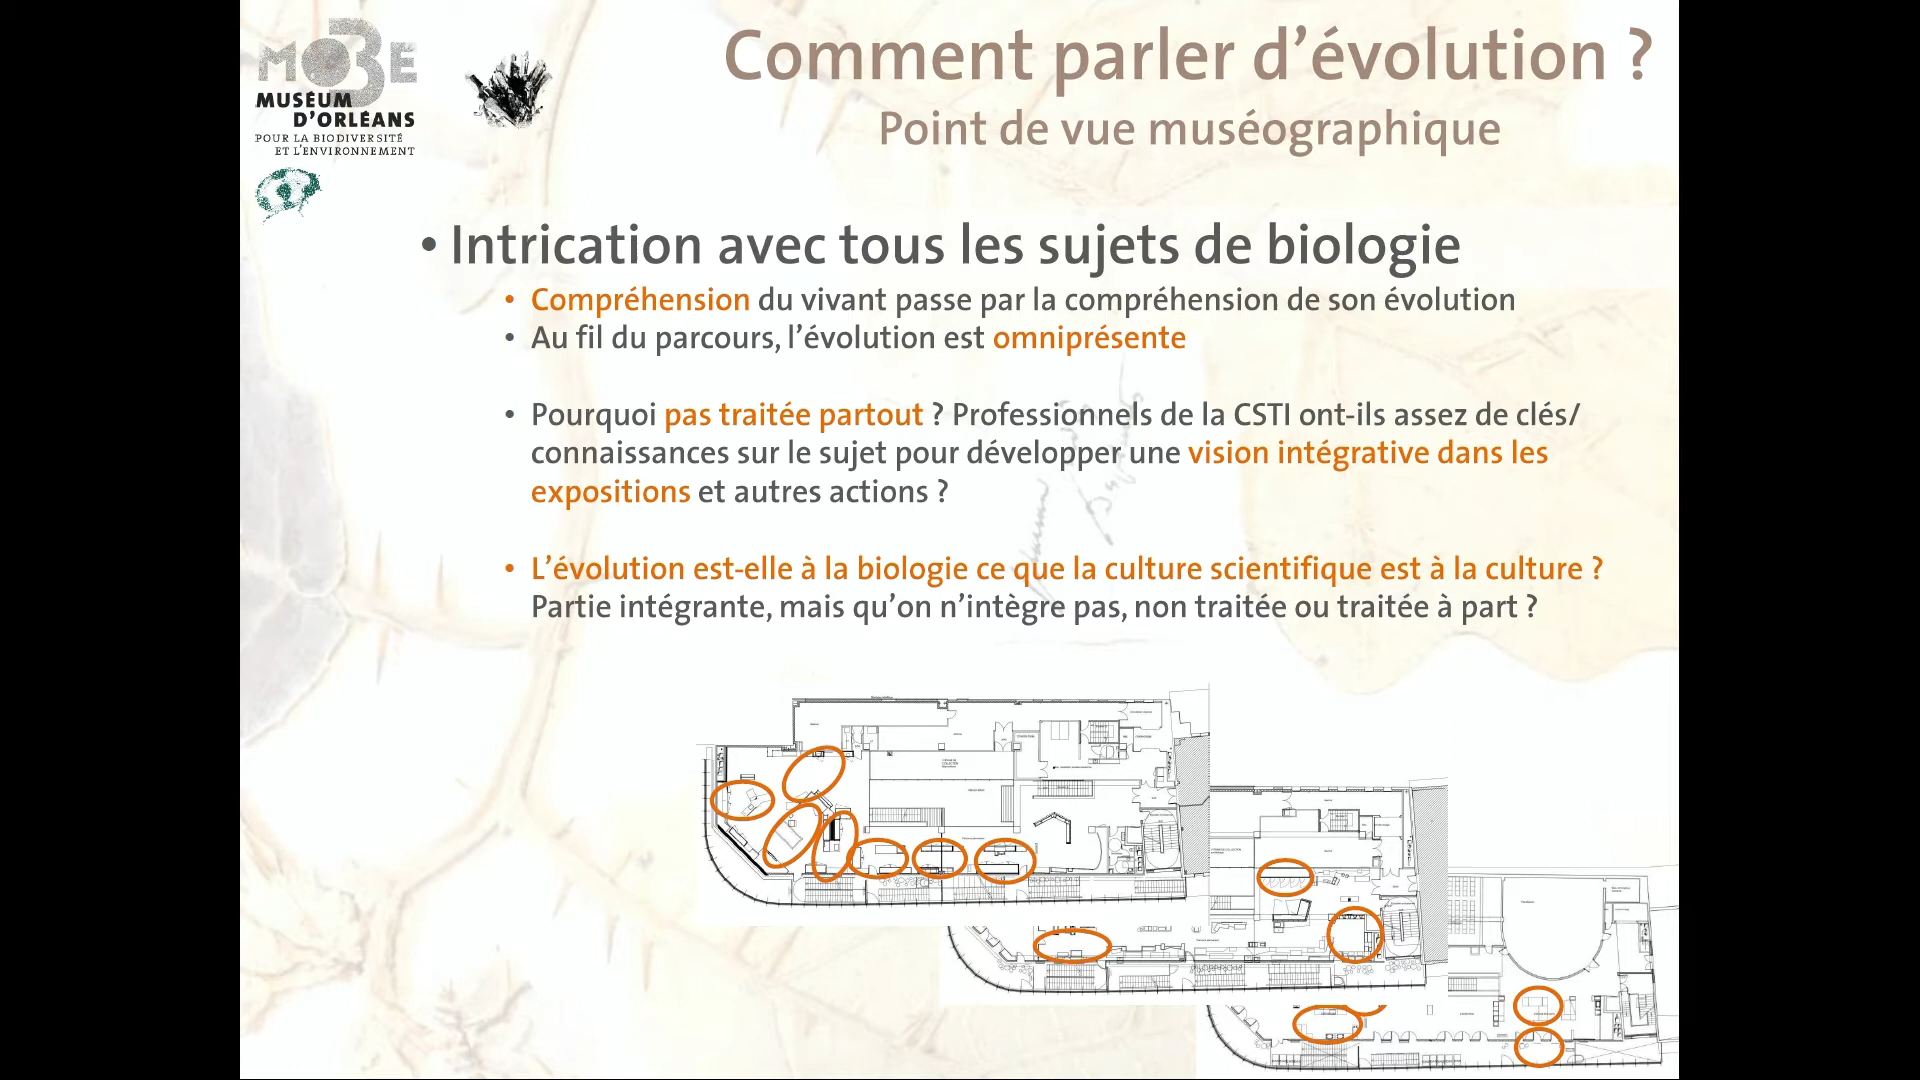 MOBE
MUSÉUM
D'ORLÉANS
POUR LA BIODIVERSITÉ
ET L'ENVIRONNEMENT
Comment parler d’évolution ?
Point de vue muséographique
• Intrication avec tous les sujets de biologie
• Compréhension du vivant passe par la compréhension de son évolution
• Au fil du parcours, l’évolution est omniprésente
• Pourquoi pas traitée partout ? Professionnels de la CSTI ont-ils assez de clés/
connaissances sur le sujet pour développer une vision intégrative dans les
expositions et autres actions ?
• L’évolution est-elle à la biologie ce que la culture scientifique est à la culture ?
Partie intégrante, mais qu’on n’intègre pas, non traitée ou traitée à part ?